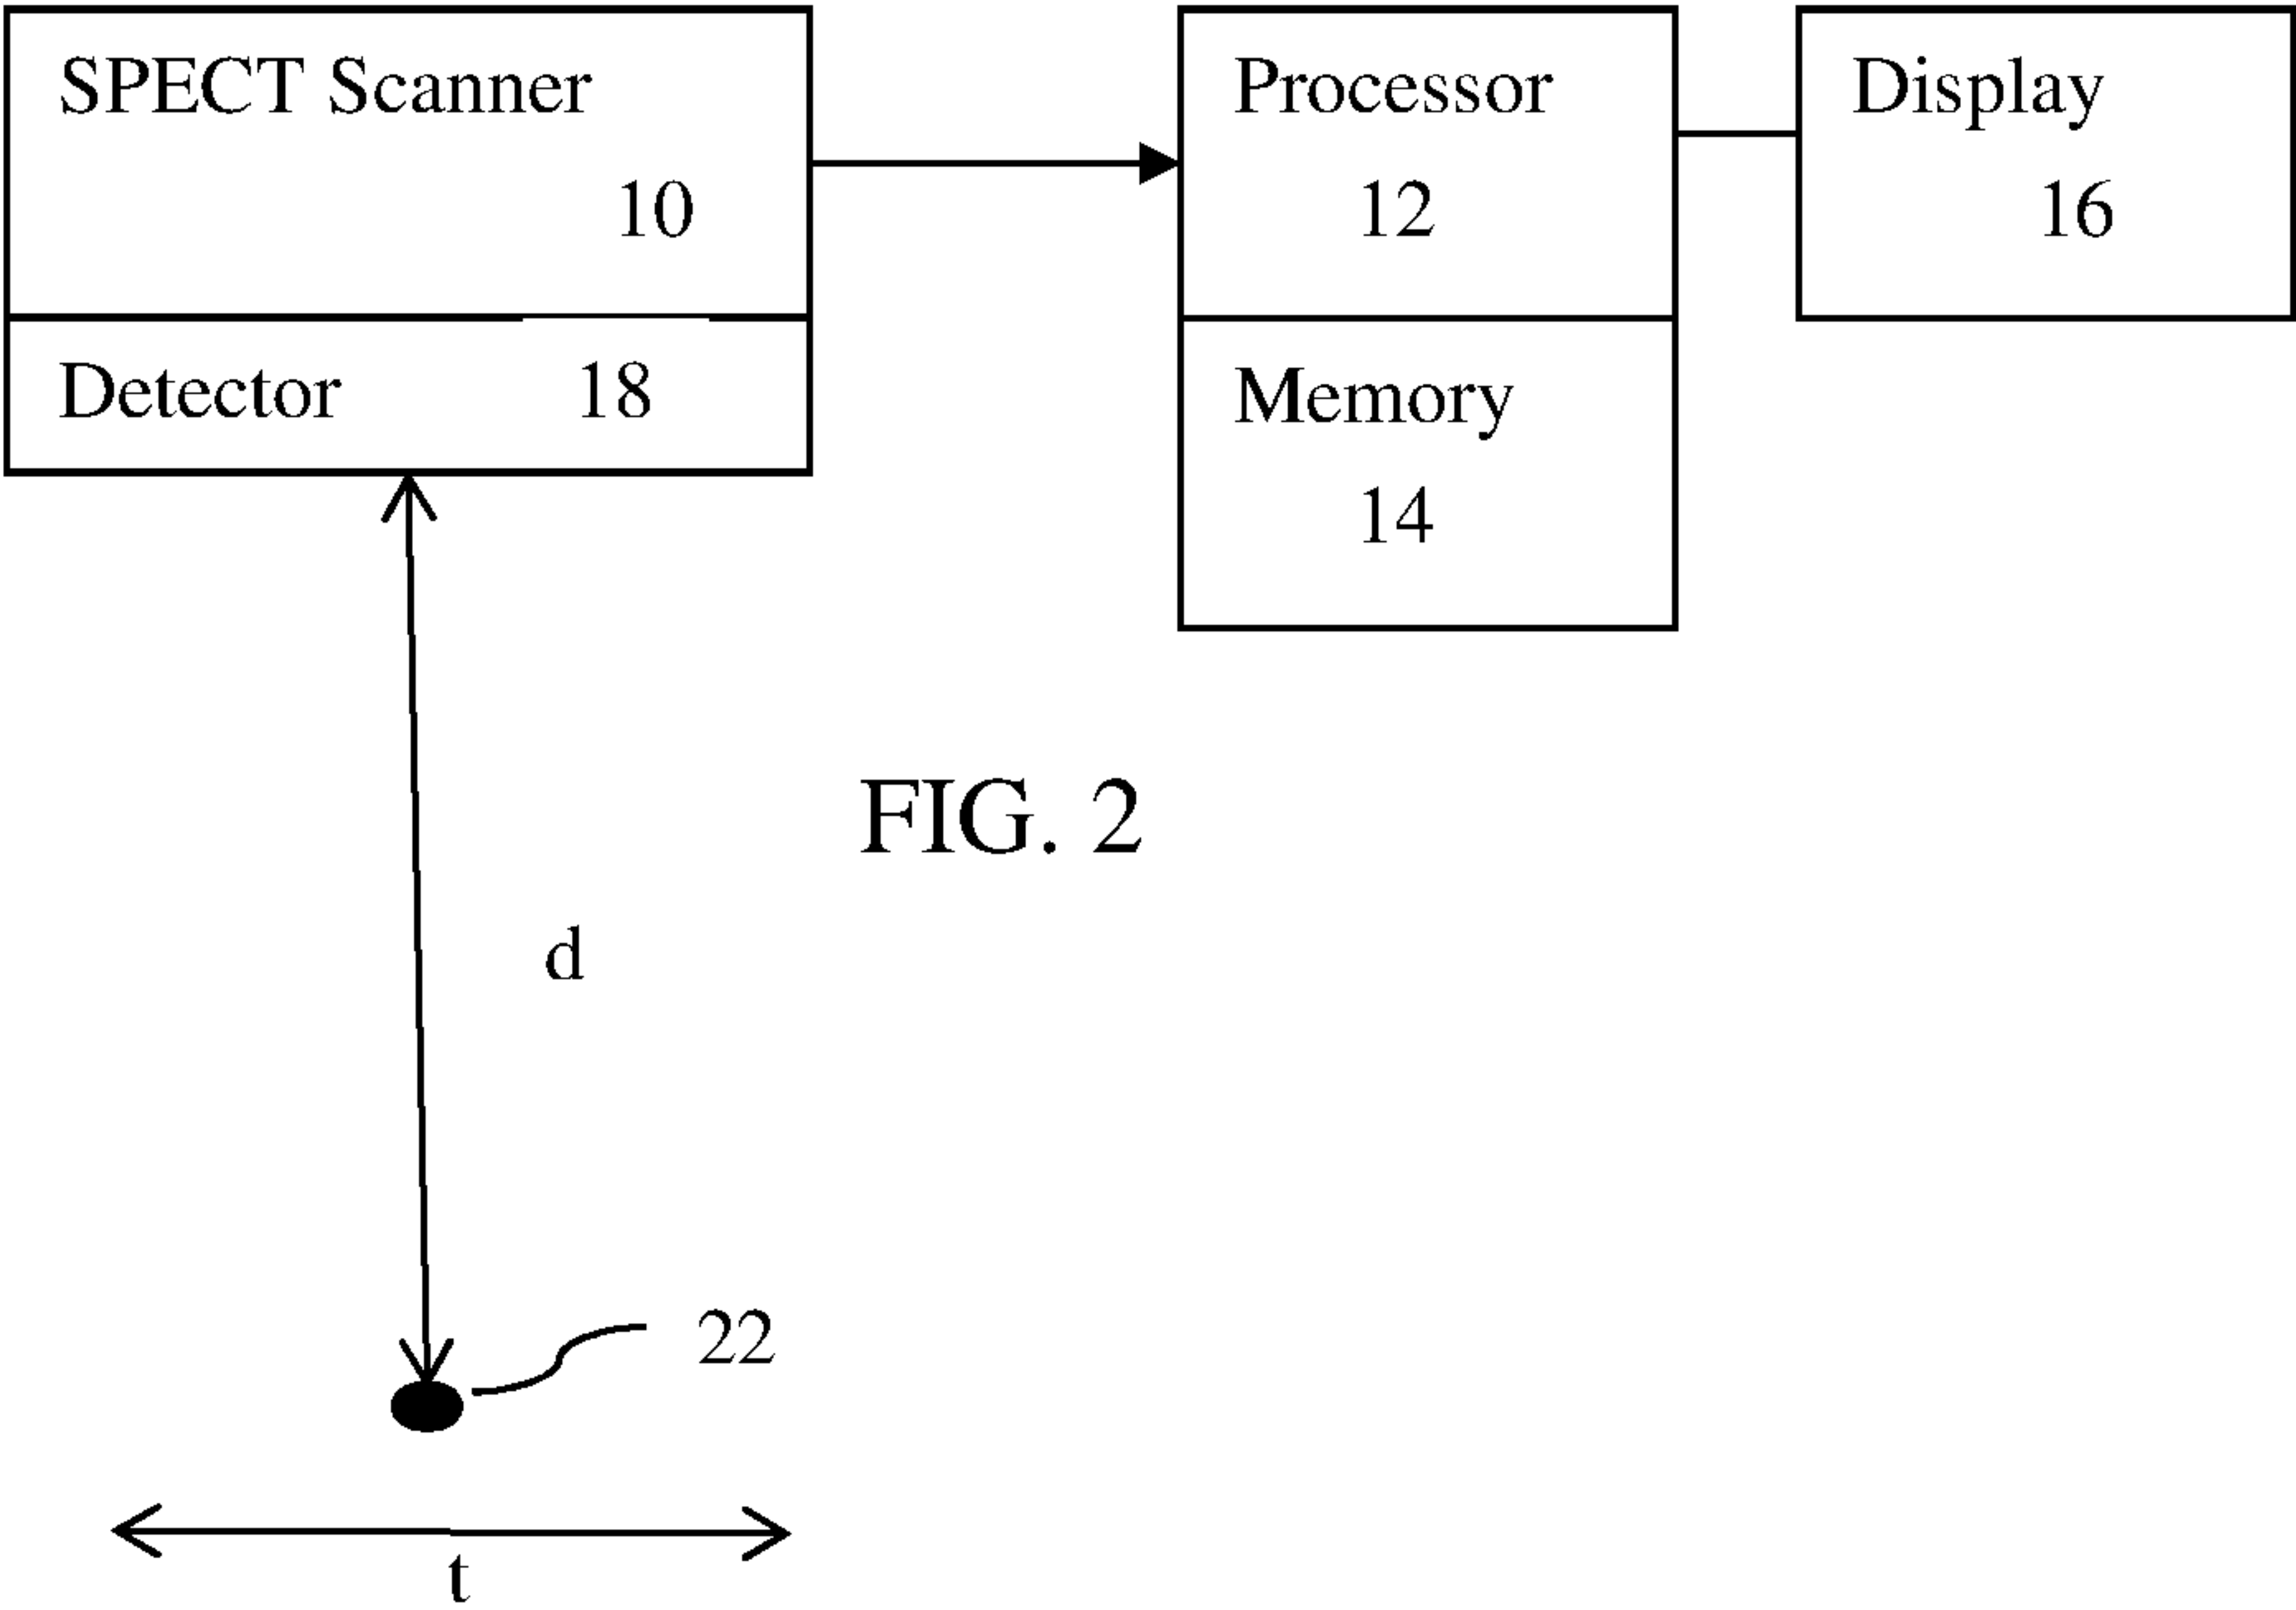 SPECT Scanner
10
Detector 18
Processor
12
Memory
14
Display
16
FIG. 2
d
22
t